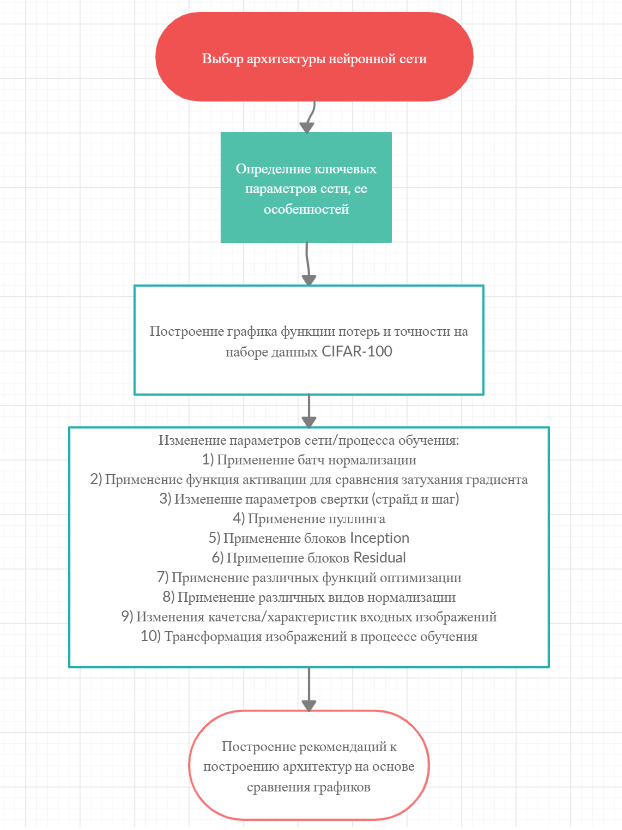 Выбор архитектуры нейронной сети
Определние ключевых
параметров сети, ее
особенностей
Построение графика функции потерь и точности на
наборе данных CIFAR-100
Изменение параметров сети/процесса обучения:
1) Применение батч нормализации
2) Применение функция активации для сравнения затухания градиента
3) Изменение параметров свертки (страйд и шаг)
4) Применение пуллинга
5) Применение блоков Inception
6) Применение блоков Residual
7) Применение различных функций оптимизации
8) Применение различных видов нормализации
9) Изменения качетсва/характеристик входных изображений
10) Трансформация изображений в процессе обучения
Построение рекомендаций к
построению архитектур на основе
сравнения графиков